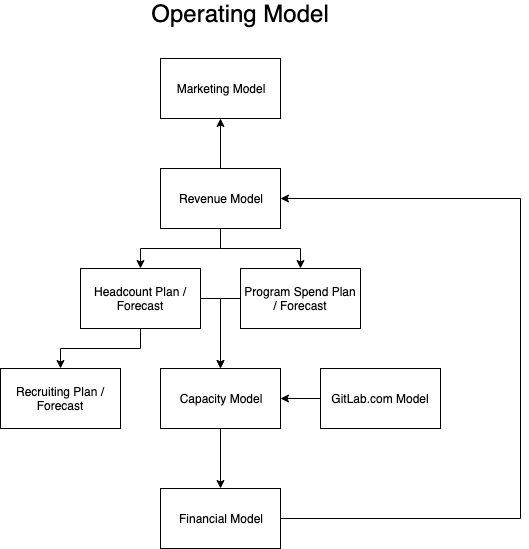 Operating Model
Marketing Model
Revenue Model
Headcount Plan /
Forecast
Program Spend Plan
/ Forecast
Recruiting Plan /
Forecast
Capacity Model
GitLab.com Model
Financial Model